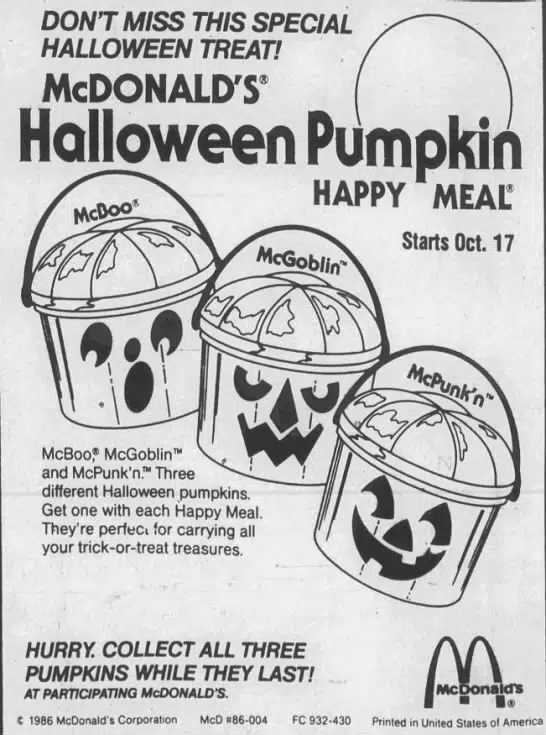 DON'T MISS THIS SPECIAL
HALLOWEEN TREAT!
McDONALD'S®
Halloween Pumpkin
HAPPY MEAL®
Starts Oct. 17
McBoo®
McGoblin™
McPunk'n™
McBoo,® McGoblin™
and McPunk'n.™ Three
different Halloween pumpkins.
Get one with each Happy Meal.
They're perfect for carrying all
your trick-or-treat treasures.
HURRY. COLLECT ALL THREE
PUMPKINS WHILE THEY LAST!
AT PARTICIPATING McDONALD'S.
McDonald's
®
© 1986 McDonald's Corporation McD #86-004 FC 932-430 Printed in United States of America